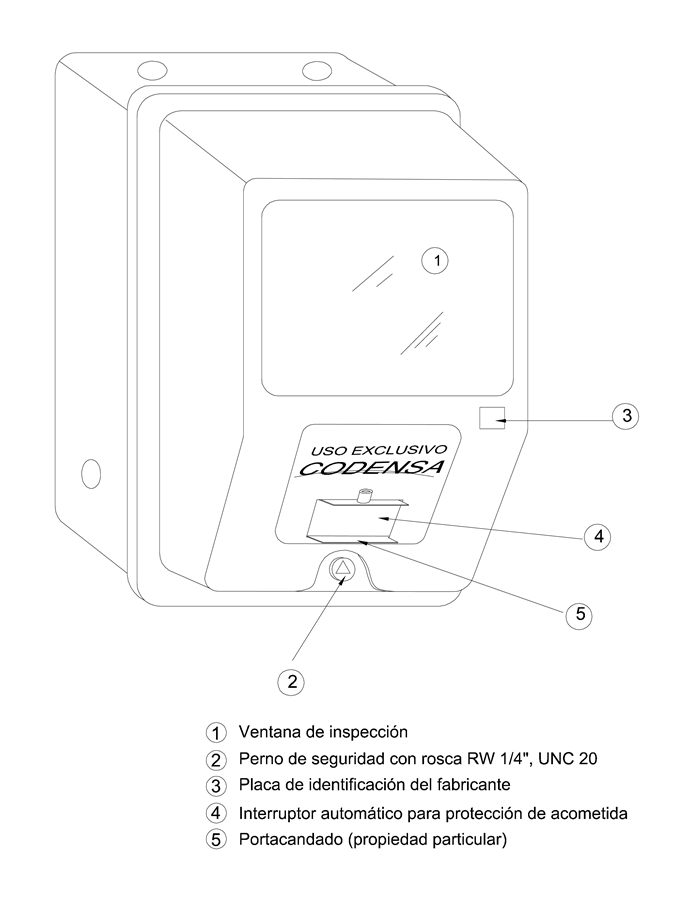 1
3
USO EXCLUSIVO
CODENSA
4
5
2
1 Ventana de inspección
2 Perno de seguridad con rosca RW 1/4", UNC 20
3 Placa de identificación del fabricante
4 Interruptor automático para protección de acometida
5 Portacandado (propiedad particular)